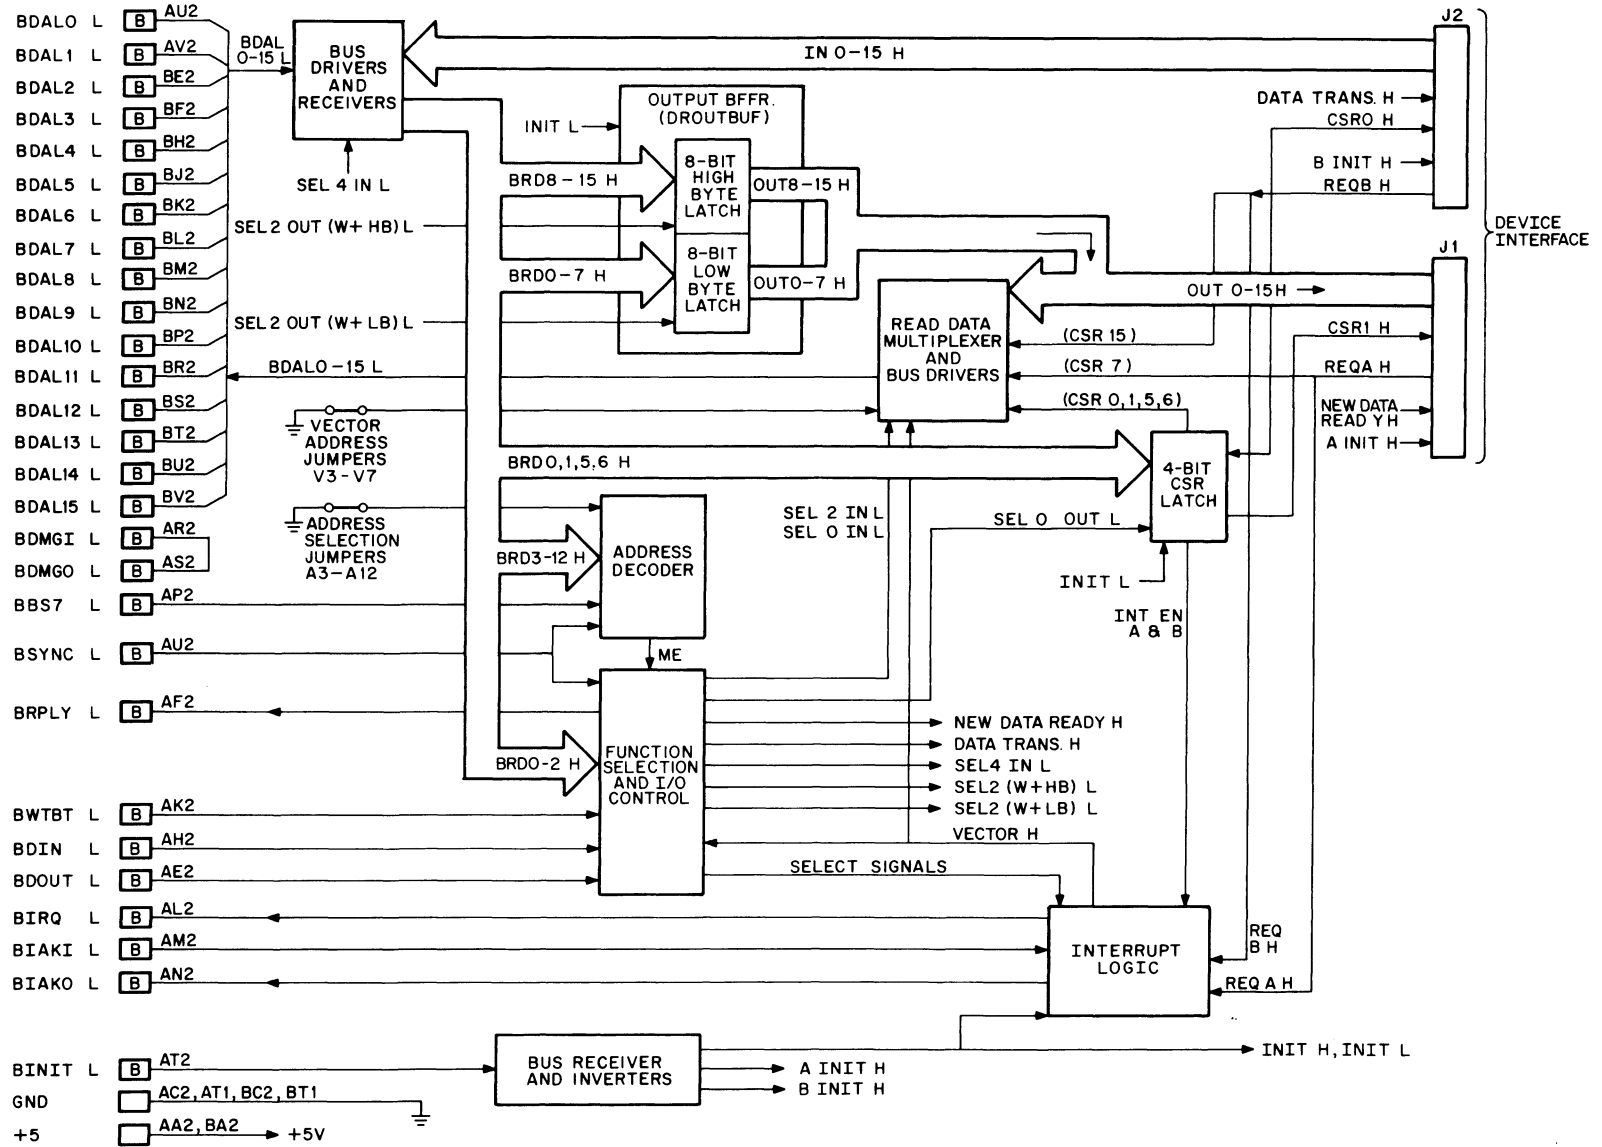 BDAL0 L B AU2
BDAL1 L B AV2
BDAL2 L B BE2
BDAL3 L B BF2
BDAL4 L B BH2
BDAL5 L B BJ2
BDAL6 L B BK2
BDAL7 L B BL2
BDAL8 L B BM2
BDAL9 L B BN2
BDAL10 L B BP2
BDAL11 L B BR2
BDAL12 L B BS2
BDAL13 L B BT2
BDAL14 L B BU2
BDAL15 L B BV2
BDMGI L B AR2
BDMGO L B AS2
BBS7 L B AP2
BSYNC L B AU2
BRPLY L B AF2
BWTBT L B AK2
BDIN L B AH2
BDOUT L B AE2
BIRQ L B AL2
BIAKI L B AM2
BIAKO L B AN2
BINIT L B AT2
GND AC2, AT1, BC2, BT1
+5 AA2, BA2 +5V
BDAL
0-15 L
BUS
DRIVERS
AND
RECEIVERS
SEL 4 IN L
IN 0-15 H
OUTPUT BFFR.
(DROUTBUF)
INIT L
8-BIT
HIGH
BYTE
LATCH
8-BIT
LOW
BYTE
LATCH
BRD8-15 H
BRD0-7 H
OUT8-15 H
OUT0-7 H
SEL2 OUT (W+HB) L
SEL2 OUT (W+LB) L
BDAL0-15 L
VECTOR
ADDRESS
JUMPERS
V3-V7
ADDRESS
SELECTION
JUMPERS
A3-A12
READ DATA
MULTIPLEXER
AND
BUS DRIVERS
OUT 0-15H
(CSR 15)
(CSR 7)
(CSR 0,1,5,6)
BRD0,1,5,6 H
4-BIT
CSR
LATCH
SEL 2 IN L
SEL 0 IN L
SEL 0 OUT L
INIT L
INT EN
A & B
BRD3-12 H
ADDRESS
DECODER
ME
BRD0-2 H
FUNCTION
SELECTION
AND I/O
CONTROL
NEW DATA READY H
DATA TRANS. H
SEL4 IN L
SEL2 (W+HB) L
SEL2 (W+LB) L
VECTOR H
SELECT SIGNALS
INTERRUPT
LOGIC
REQ
B H
REQ A H
BUS RECEIVER
AND INVERTERS
A INIT H
B INIT H
INIT H, INIT L
J2
DATA TRANS. H
CSR0 H
B INIT H
REQB H
DEVICE
INTERFACE
J1
CSR1 H
REQA H
NEW DATA
READY H
A INIT H